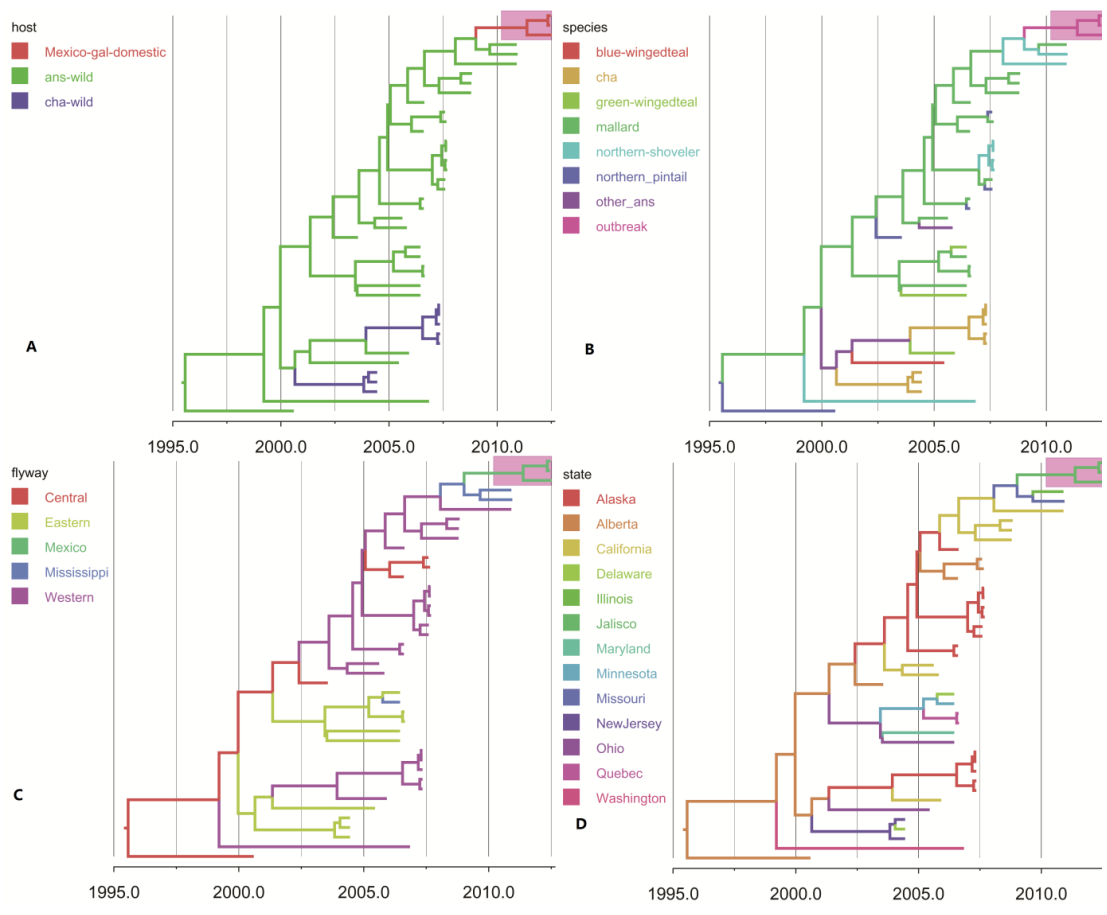 host
Mexico-gal-domestic
ans-wild
cha-wild
A
1995.0 2000.0 2005.0 2010.0
species
blue-wingedteal
cha
green-wingedteal
mallard
northern-shoveler
northern_pintail
other_ans
outbreak
B
1995.0 2000.0 2005.0 2010.0
flyway
Central
Eastern
Mexico
Mississippi
Western
C
1995.0 2000.0 2005.0 2010.0
state
Alaska
Alberta
California
Delaware
Illinois
Jalisco
Maryland
Minnesota
Missouri
NewJersey
Ohio
Quebec
Washington
D
1995.0 2000.0 2005.0 2010.0